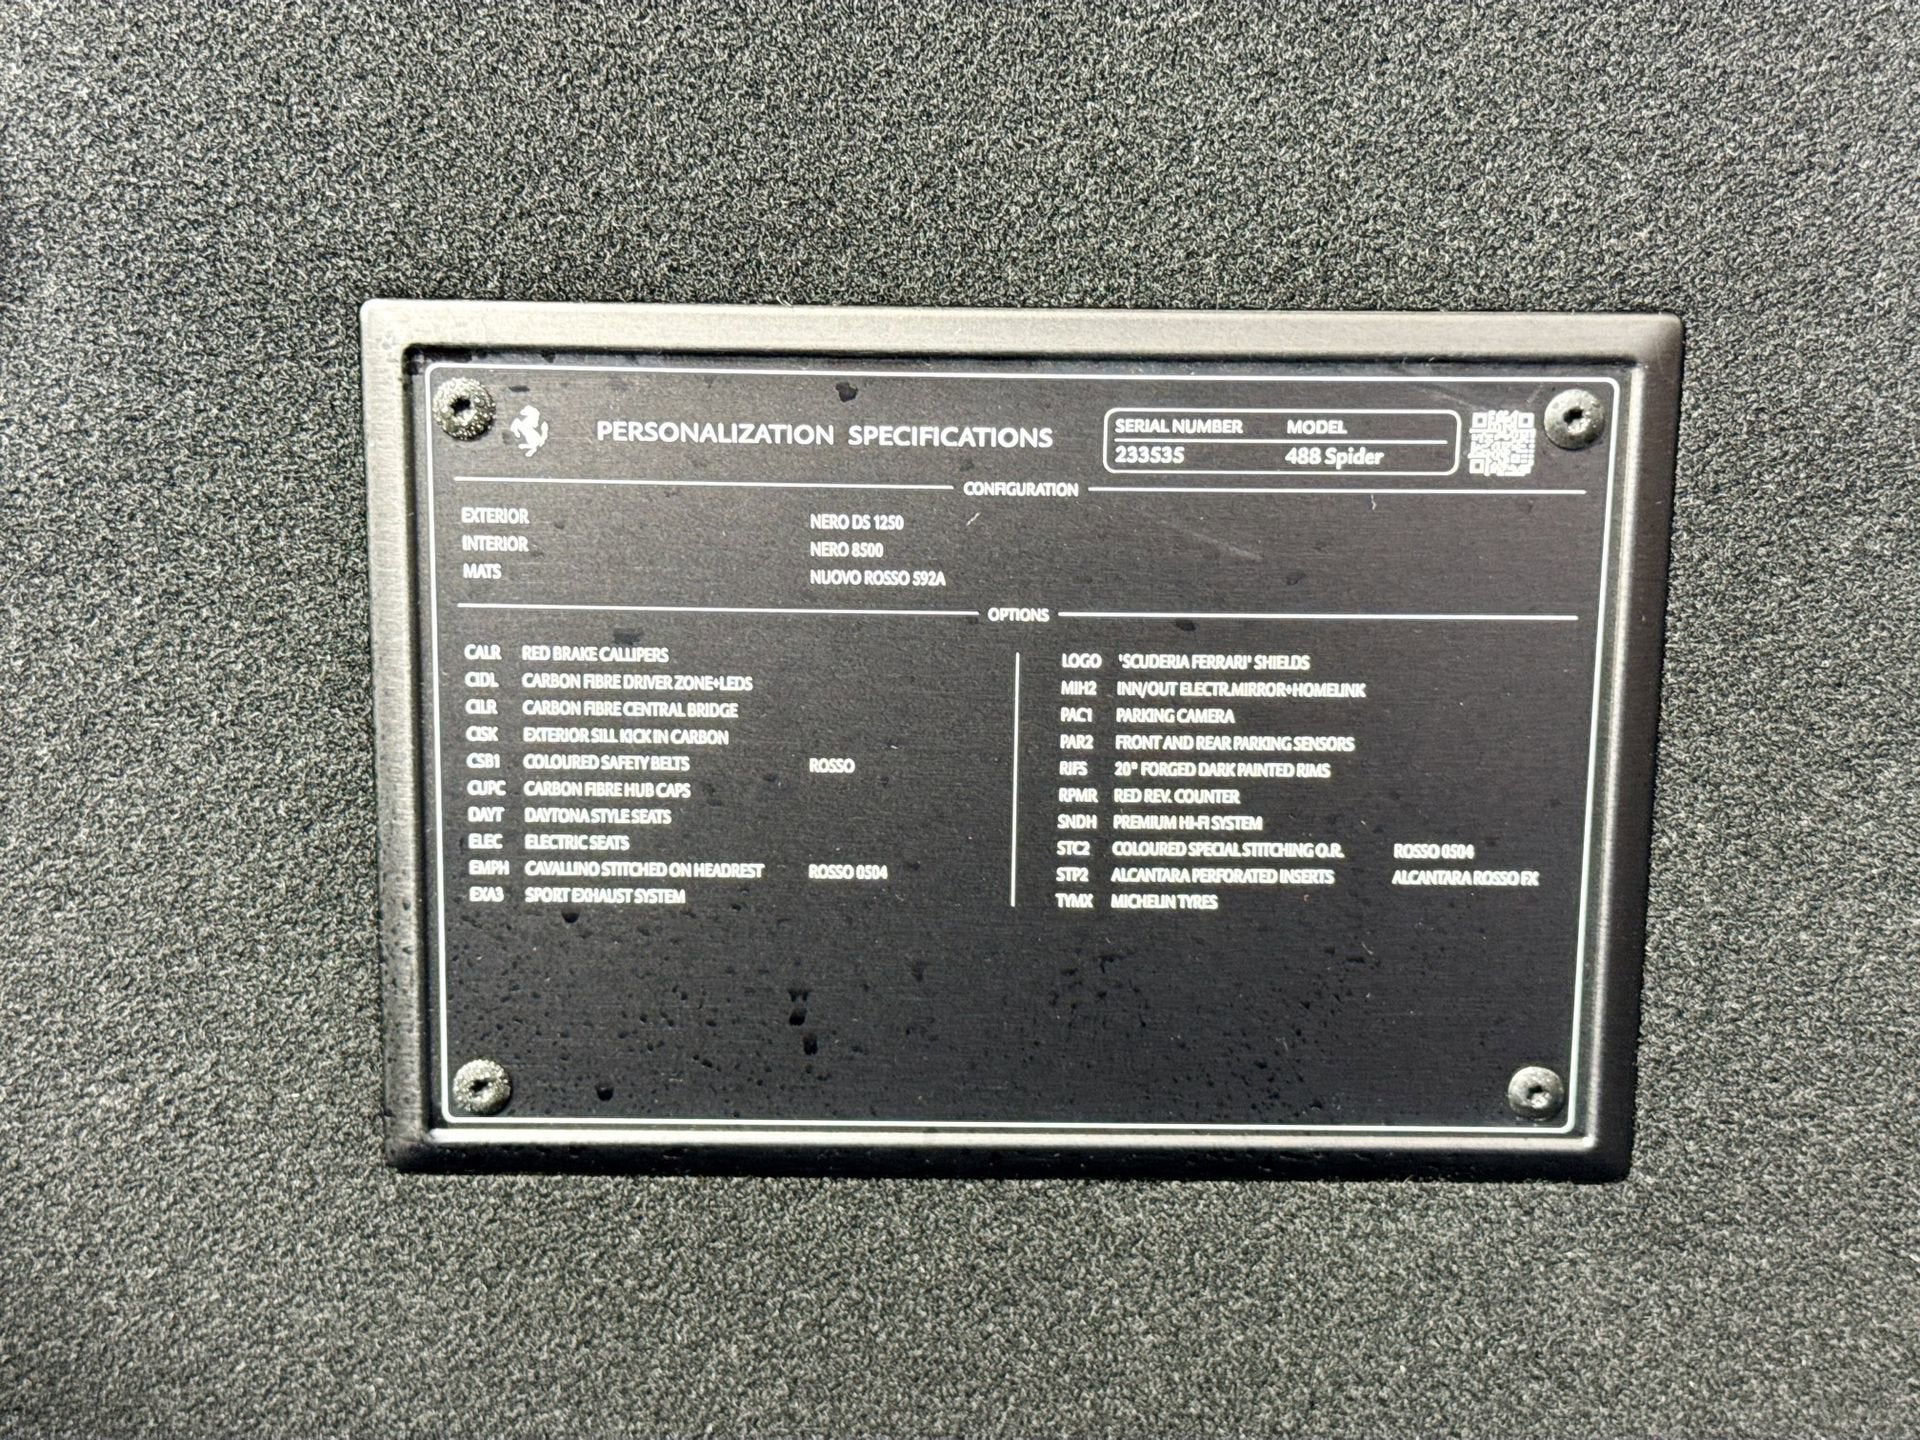 PERSONALIZATION SPECIFICATIONS
SERIAL NUMBER MODEL
233535 488 Spider
CONFIGURATION
EXTERIOR NERO DS 1250
INTERIOR NERO 8500
MATS NUOVO ROSSO 592A
OPTIONS
CALR RED BRAKE CALLIPERS
CIDL CARBON FIBRE DRIVER ZONE+LEDS
CILR CARBON FIBRE CENTRAL BRIDGE
CISK EXTERIOR SILL KICK IN CARBON
CSB1 COLOURED SAFETY BELTS ROSSO
CUPC CARBON FIBRE HUB CAPS
DAYT DAYTONA STYLE SEATS
ELEC ELECTRIC SEATS
EMPH CAVALLINO STITCHED ON HEADREST ROSSO 0504
EXA3 SPORT EXHAUST SYSTEM
LOGO 'SCUDERIA FERRARI' SHIELDS
MIH2 INN/OUT ELECTR.MIRROR+HOMELINK
PAC1 PARKING CAMERA
PAR2 FRONT AND REAR PARKING SENSORS
RIFS 20" FORGED DARK PAINTED RIMS
RPMR RED REV. COUNTER
SNDH PREMIUM HI-FI SYSTEM
STC2 COLOURED SPECIAL STITCHING O.R. ROSSO 0504
STP2 ALCANTARA PERFORATED INSERTS ALCANTARA ROSSO FX
TYMX MICHELIN TYRES